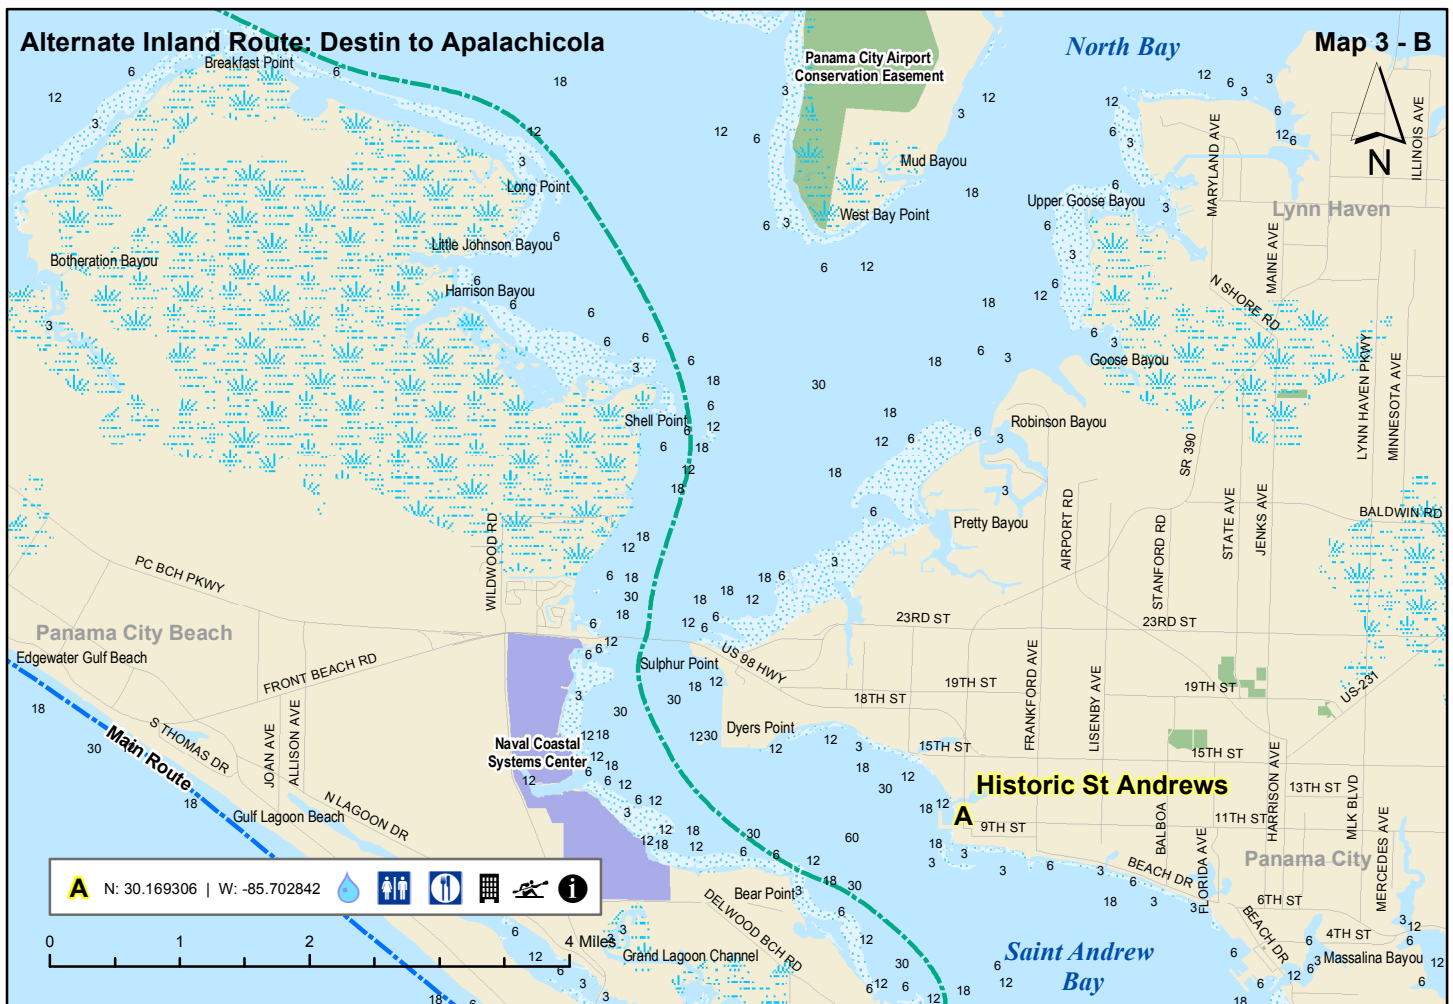 Alternate Inland Route: Destin to Apalachicola
Map 3 - B
North Bay
N
Breakfast Point
Panama City Airport
Conservation Easement
Mud Bayou
West Bay Point
Long Point
Little Johnson Bayou
Botheration Bayou
Harrison Bayou
Upper Goose Bayou
Lynn Haven
MARYLAND AVE
ILLINOIS AVE
MAINE AVE
N SHORE RD
Goose Bayou
LYNN HAVEN PKWY
MINNESOTA AVE
Shell Point
Robinson Bayou
SR 390
Pretty Bayou
AIRPORT RD
STANFORD RD
STATE AVE
JENKS AVE
BALDWIN RD
WILDWOOD RD
PC BCH PKWY
Panama City Beach
Edgewater Gulf Beach
FRONT BEACH RD
23RD ST
23RD ST
Sulphur Point
US 98 HWY
19TH ST
18TH ST
19TH ST
US-231
FRANKFORD AVE
LISENBY AVE
Dyers Point
15TH ST
15TH ST
Main Route
S THOMAS DR
JOAN AVE
ALLISON AVE
N LAGOON DR
Gulf Lagoon Beach
Naval Coastal
Systems Center
Historic St Andrews
A
9TH ST
11TH ST
13TH ST
BALBOA
FLORIDA AVE
HARRISON AVE
MLK BLVD
MERCEDES AVE
Panama City
BEACH DR
BEACH DR
6TH ST
4TH ST
Massalina Bayou
Bear Point
DELWOOD BCH RD
Grand Lagoon Channel
Saint Andrew
Bay
A N: 30.169306 | W: -85.702842
0 1 2 4 Miles